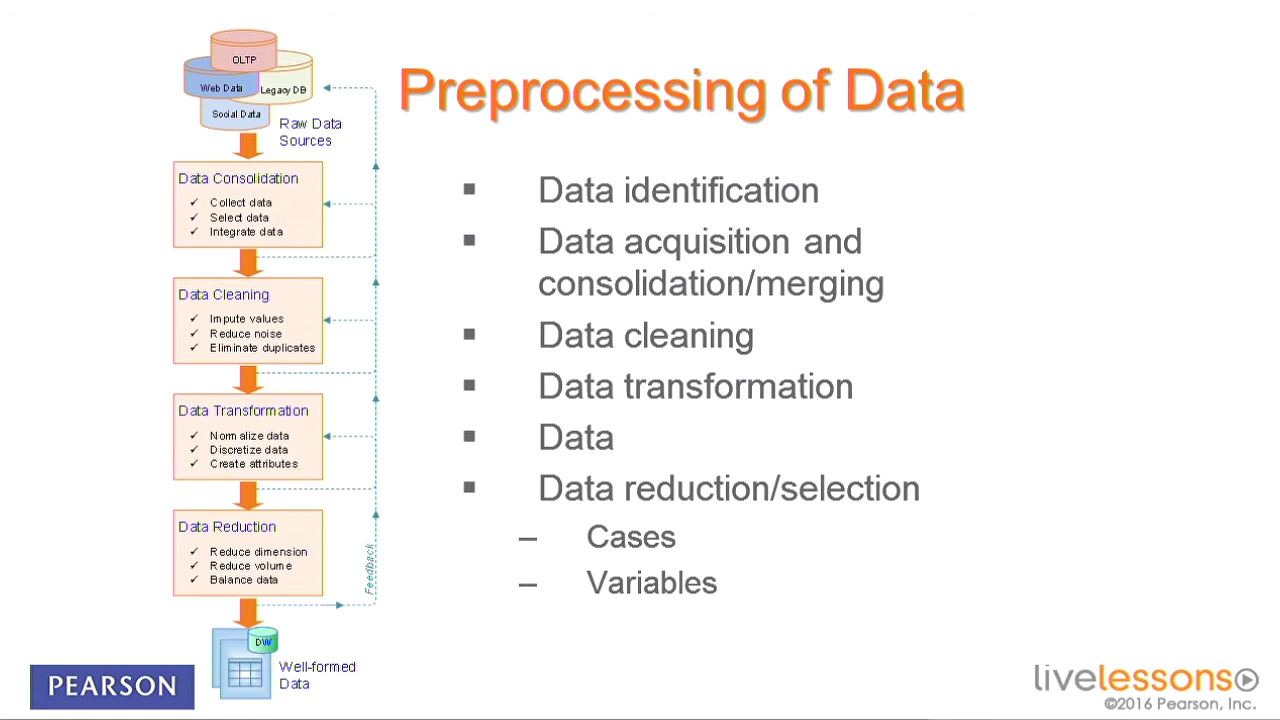 OLTP
Web Data
Legacy DB
Social Data
Raw Data
Sources
Data Consolidation
✓ Collect data
✓ Select data
✓ Integrate data
Data Cleaning
✓ Impute values
✓ Reduce noise
✓ Eliminate duplicates
Data Transformation
✓ Normalize data
✓ Discretize data
✓ Create attributes
Data Reduction
✓ Reduce dimension
✓ Reduce volume
✓ Balance data
Feedback
DW
Well-formed
Data
Preprocessing of Data
▪ Data identification
▪ Data acquisition and
consolidation/merging
▪ Data cleaning
▪ Data transformation
▪ Data
▪ Data reduction/selection
– Cases
– Variables
PEARSON
livelessons
©2016 Pearson, Inc.